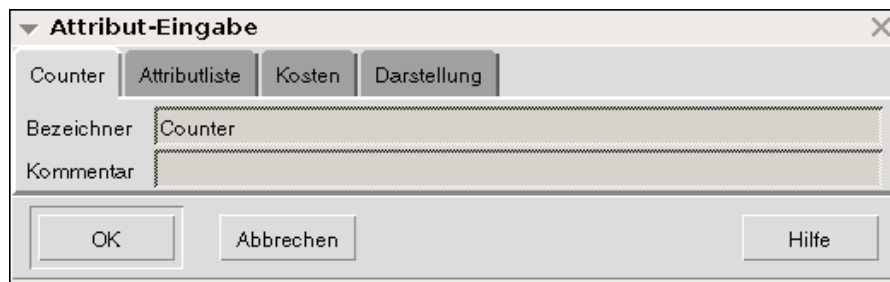 Attribut-Eingabe
Counter Attributliste Kosten Darstellung
Bezeichner Counter
Kommentar
OK Abbrechen Hilfe